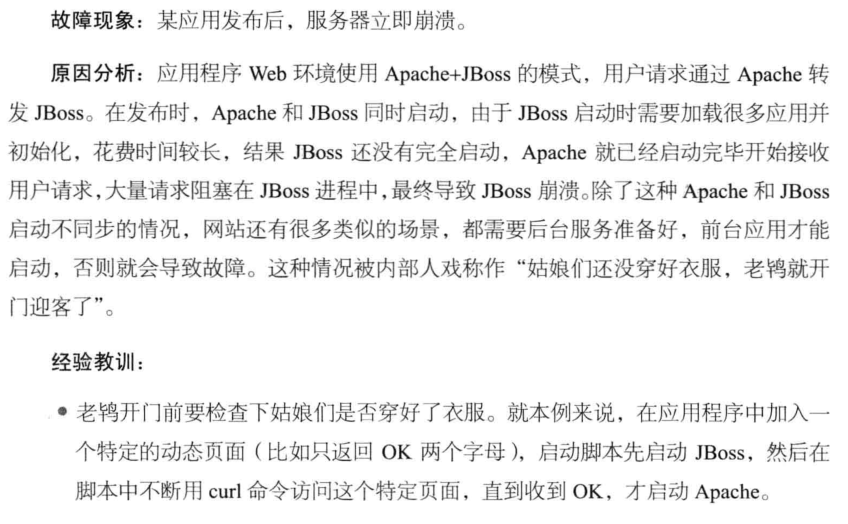 故障现象：某应用发布后，服务器立即崩溃。
原因分析：应用程序 Web 环境使用 Apache+JBoss 的模式，用户请求通过 Apache 转
发 JBoss。在发布时，Apache 和 JBoss 同时启动，由于 JBoss 启动时需要加载很多应用并
初始化，花费时间较长，结果 JBoss 还没有完全启动，Apache 就已经启动完毕开始接收
用户请求，大量请求阻塞在 JBoss 进程中，最终导致 JBoss 崩溃。除了这种 Apache 和 JBoss
启动不同步的情况，网站还有很多类似的场景，都需要后台服务准备好，前台应用才能
启动，否则就会导致故障。这种情况被内部人戏称作“姑娘们还没穿好衣服，老鸨就开
门迎客了”。
经验教训：
● 老鸨开门前要检查下姑娘们是否穿好了衣服。就本例来说，在应用程序中加入一
个特定的动态页面（比如只返回 OK 两个字母），启动脚本先启动 JBoss，然后在
脚本中不断用 curl 命令访问这个特定页面，直到收到 OK，才启动 Apache。